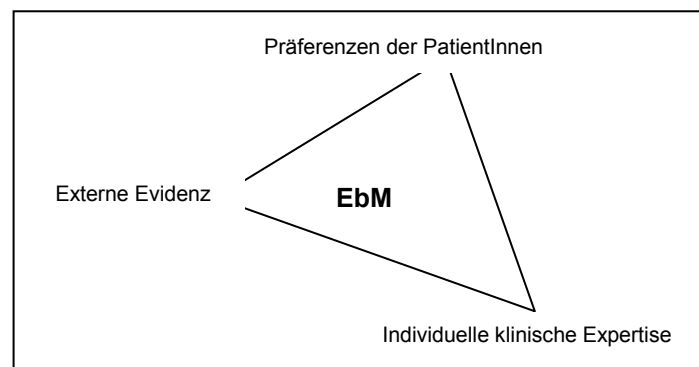 Präferenzen der PatientInnen
Externe Evidenz
EbM
Individuelle klinische Expertise